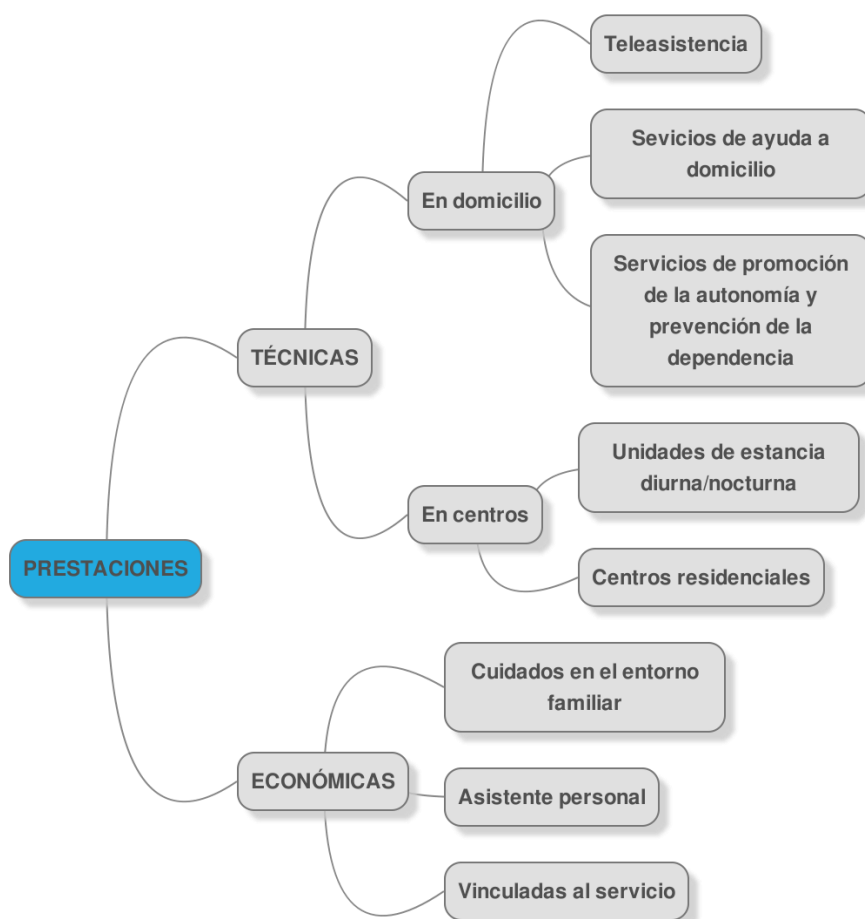 Teleasistencia
Sevicios de ayuda a
domicilio
En domicilio
Servicios de promoción
de la autonomía y
prevención de la
dependencia
TÉCNICAS
Unidades de estancia
diurna/nocturna
En centros
Centros residenciales
PRESTACIONES
Cuidados en el entorno
familiar
ECONÓMICAS
Asistente personal
Vinculadas al servicio